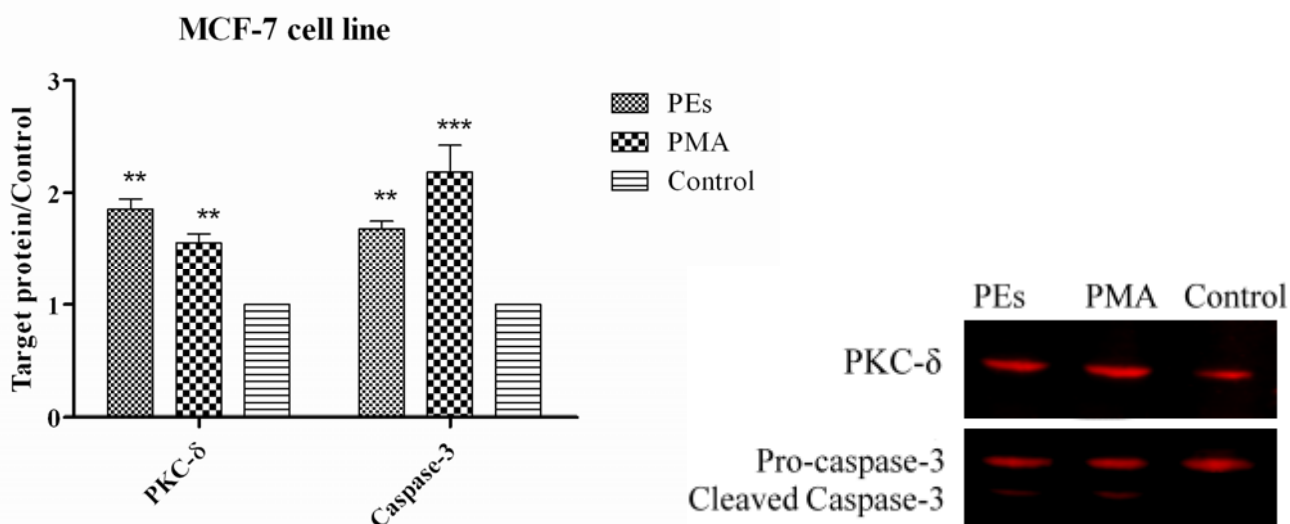 MCF-7 cell line
Target protein/Control
3
2
1
0
**
**
**
***
PKC-δ
Caspase-3
PEs
PMA
Control
PEs PMA Control
PKC-δ
Pro-caspase-3
Cleaved Caspase-3